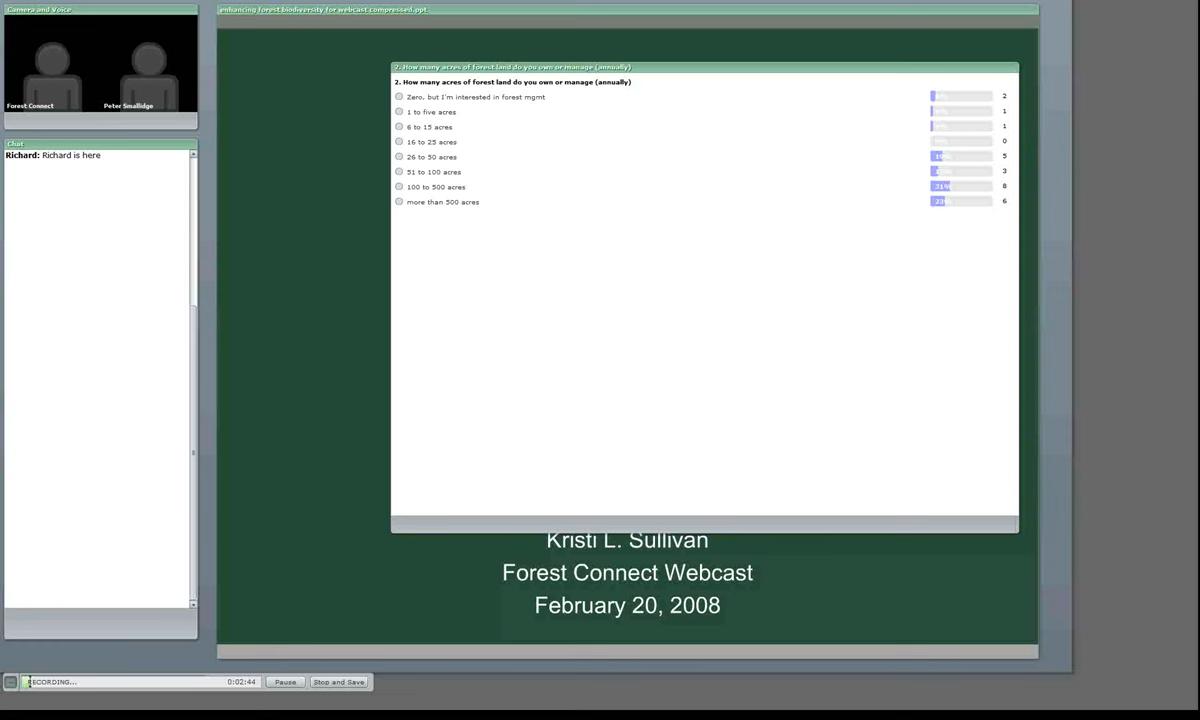 Camera and Voice
Forest Connect
Peter Smallidge
Chat
Richard: Richard is here
enhancing forest biodiversity for webcast compressed.ppt
2. How many acres of forest land do you own or manage (annually)
2. How many acres of forest land do you own or manage (annually)
Zero, but I'm interested in forest mgmt 2
1 to five acres 1
6 to 15 acres 1
16 to 25 acres 0
26 to 50 acres 19% 5
51 to 100 acres 3
100 to 500 acres 31% 8
more than 500 acres 23% 6
Kristi L. Sullivan
Forest Connect Webcast
February 20, 2008
RECORDING... 0:02:44 Pause Stop and Save